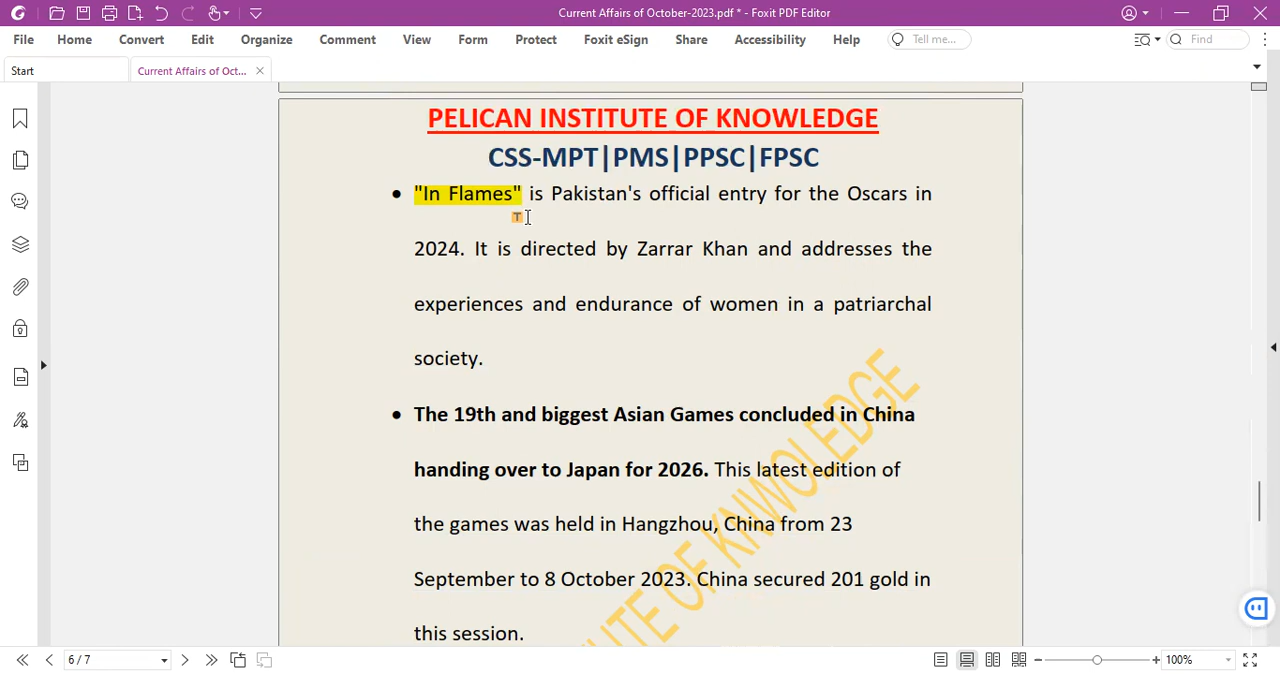 Current Affairs of October-2023.pdf * - Foxit PDF Editor
File Home Convert Edit Organize Comment View Form Protect Foxit eSign Share Accessibility Help Tell me... Find
Start Current Affairs of Oct...
PELICAN INSTITUTE OF KNOWLEDGE
CSS-MPT|PMS|PPSC|FPSC
• "In Flames" is Pakistan's official entry for the Oscars in
2024. It is directed by Zarrar Khan and addresses the
experiences and endurance of women in a patriarchal
society.
• The 19th and biggest Asian Games concluded in China
handing over to Japan for 2026. This latest edition of
the games was held in Hangzhou, China from 23
September to 8 October 2023. China secured 201 gold in
this session.
UTE OF KNWOLEDGE
6 / 7 100%